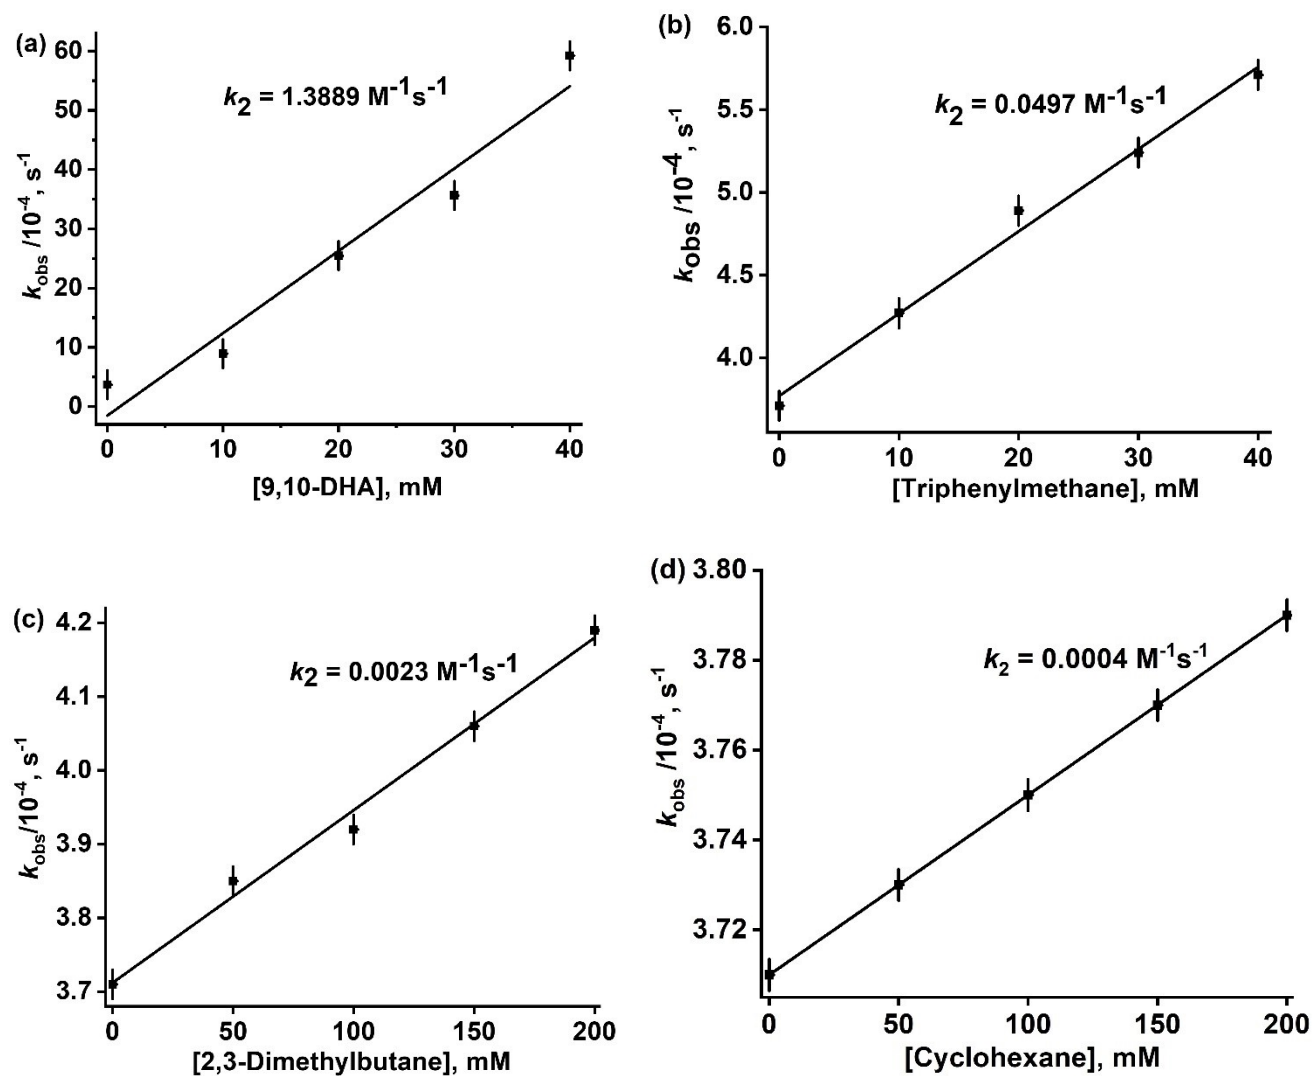 (a)
k₂ = 1.3889 M⁻¹s⁻¹
k_obs /10⁻⁴, s⁻¹
60
50
40
30
20
10
0
0 10 20 30 40
[9,10-DHA], mM
(b)
k₂ = 0.0497 M⁻¹s⁻¹
k_obs /10⁻⁴, s⁻¹
6.0
5.5
5.0
4.5
4.0
0 10 20 30 40
[Triphenylmethane], mM
(c)
k₂ = 0.0023 M⁻¹s⁻¹
k_obs/10⁻⁴, s⁻¹
4.2
4.1
4.0
3.9
3.8
3.7
0 50 100 150 200
[2,3-Dimethylbutane], mM
(d)
k₂ = 0.0004 M⁻¹s⁻¹
k_obs /10⁻⁴, s⁻¹
3.80
3.78
3.76
3.74
3.72
0 50 100 150 200
[Cyclohexane], mM